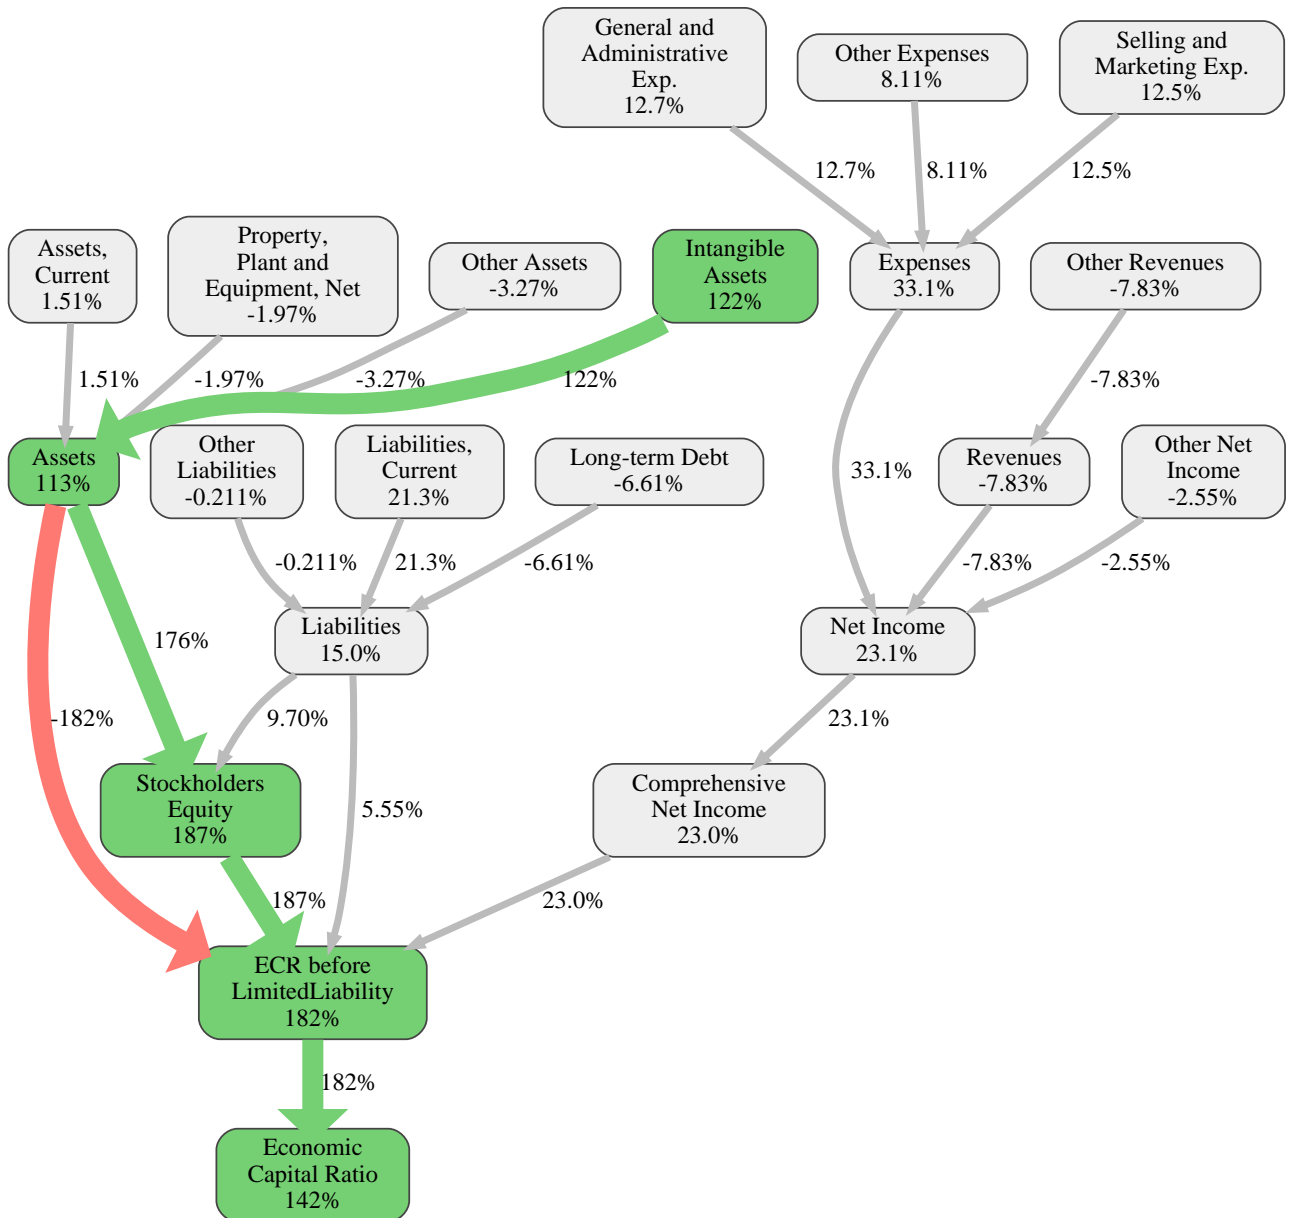 General and
Administrative
Exp.
12.7%
Other Expenses
8.11%
Selling and
Marketing Exp.
12.5%
12.7%
8.11%
12.5%
Assets,
Current
1.51%
Property,
Plant and
Equipment, Net
-1.97%
Other Assets
-3.27%
Intangible
Assets
122%
Expenses
33.1%
Other Revenues
-7.83%
1.51%
-1.97%
-3.27%
122%
-7.83%
Assets
113%
Other
Liabilities
-0.211%
Liabilities,
Current
21.3%
Long-term Debt
-6.61%
33.1%
Revenues
-7.83%
Other Net
Income
-2.55%
-0.211%
21.3%
-6.61%
-7.83%
-2.55%
176%
Liabilities
15.0%
Net Income
23.1%
-182%
9.70%
23.1%
Stockholders
Equity
187%
5.55%
Comprehensive
Net Income
23.0%
187%
23.0%
ECR before
LimitedLiability
182%
182%
Economic
Capital Ratio
142%